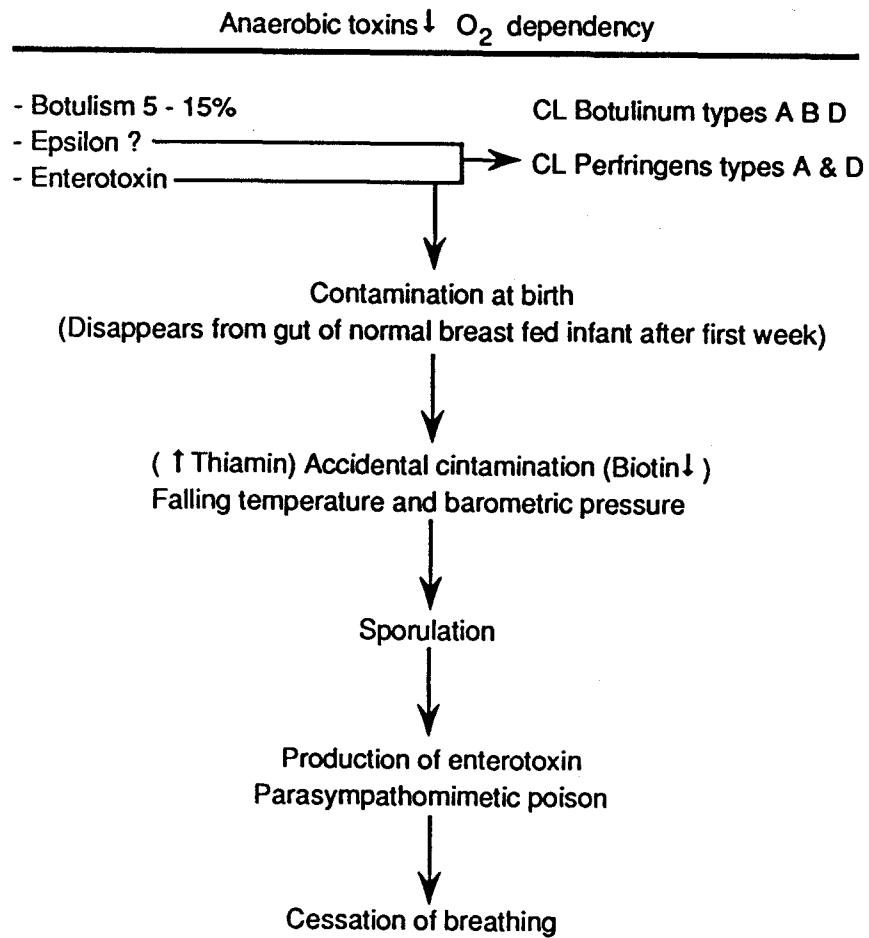 Anaerobic toxins↓ O₂ dependency
- Botulism 5 - 15%
CL Botulinum types A B D
- Epsilon ?
- Enterotoxin
CL Perfringens types A & D
Contamination at birth
(Disappears from gut of normal breast fed infant after first week)
( ↑ Thiamin) Accidental cintamination (Biotin↓ )
Falling temperature and barometric pressure
Sporulation
Production of enterotoxin
Parasympathomimetic poison
Cessation of breathing